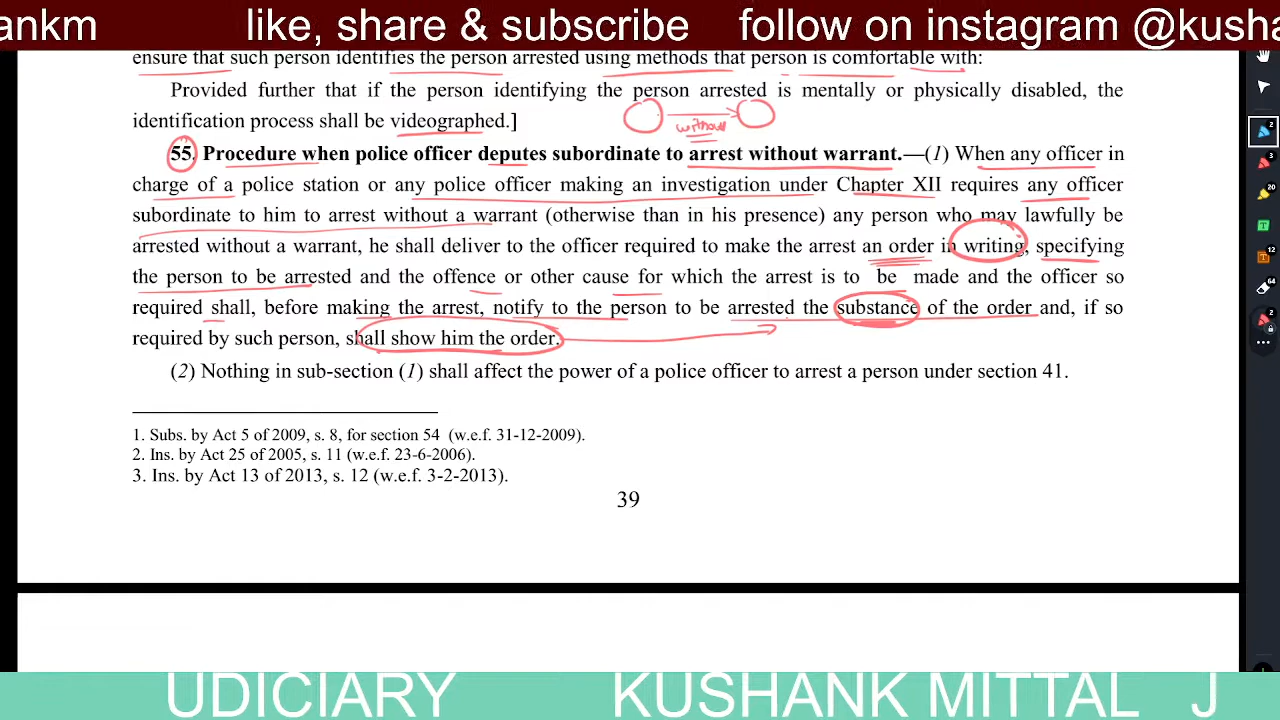 ankm like, share & subscribe follow on instagram @kusha
ensure that such person identifies the person arrested using methods that person is comfortable with:
Provided further that if the person identifying the person arrested is mentally or physically disabled, the
identification process shall be videographed.]
without
55. Procedure when police officer deputes subordinate to arrest without warrant.—(1) When any officer in
charge of a police station or any police officer making an investigation under Chapter XII requires any officer
subordinate to him to arrest without a warrant (otherwise than in his presence) any person who may lawfully be
arrested without a warrant, he shall deliver to the officer required to make the arrest an order in writing, specifying
the person to be arrested and the offence or other cause for which the arrest is to be made and the officer so
required shall, before making the arrest, notify to the person to be arrested the substance of the order and, if so
required by such person, shall show him the order.
(2) Nothing in sub-section (1) shall affect the power of a police officer to arrest a person under section 41.
1. Subs. by Act 5 of 2009, s. 8, for section 54 (w.e.f. 31-12-2009).
2. Ins. by Act 25 of 2005, s. 11 (w.e.f. 23-6-2006).
3. Ins. by Act 13 of 2013, s. 12 (w.e.f. 3-2-2013).
39
UDICIARY KUSHANK MITTAL J